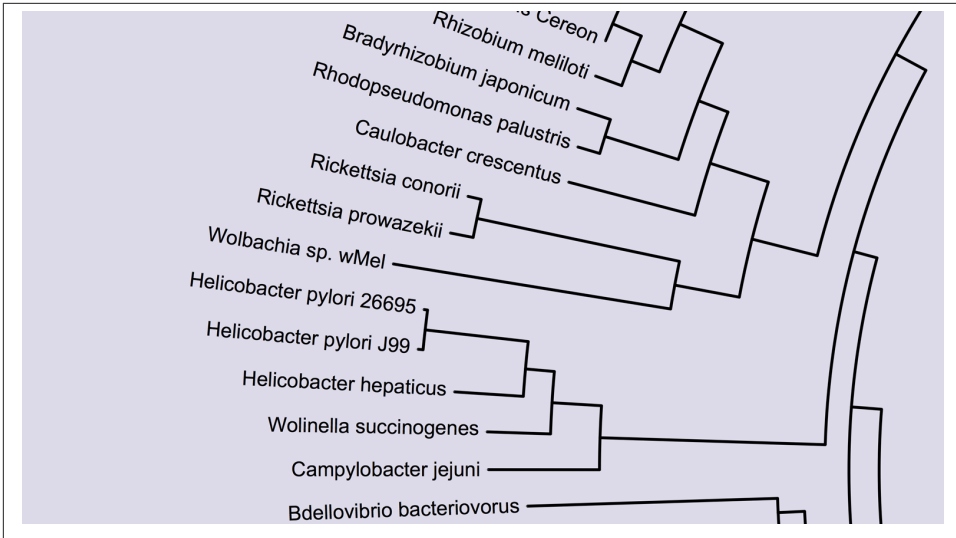 Cereon
Rhizobium meliloti
Bradyrhizobium japonicum
Rhodopseudomonas palustris
Caulobacter crescentus
Rickettsia conorii
Rickettsia prowazekii
Wolbachia sp. wMel
Helicobacter pylori 26695
Helicobacter pylori J99
Helicobacter hepaticus
Wolinella succinogenes
Campylobacter jejuni
Bdellovibrio bacteriovorus